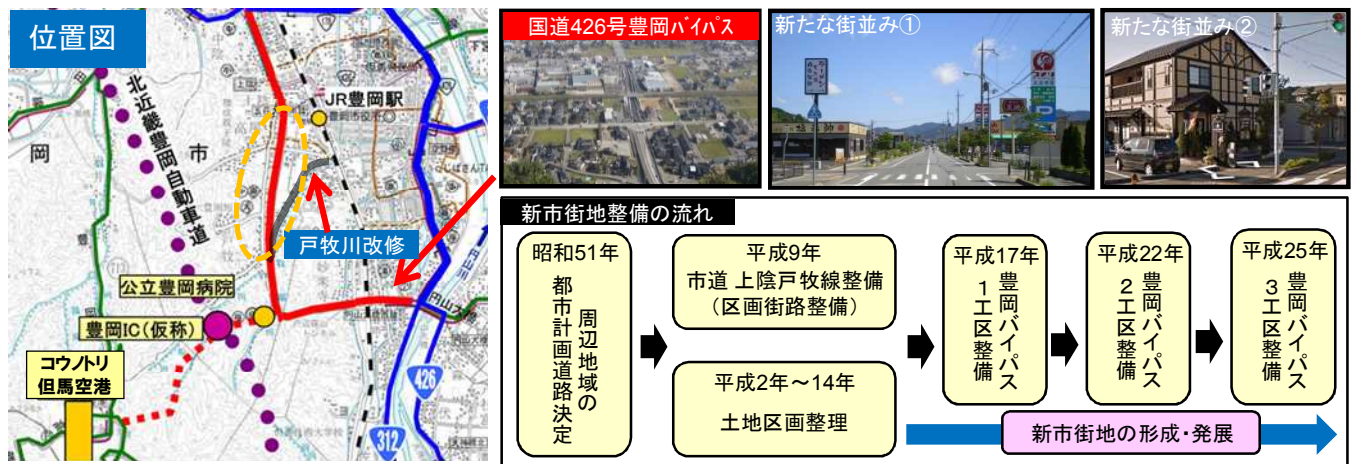 位置図
北近畿豊岡自動車道
JR豊岡駅
豊岡市役所
岡
市
戸牧川改修
公立豊岡病院
豊岡IC(仮称)
コウノトリ
但馬空港
426
312
円山川
国道426号豊岡バイパス
新たな街並み①
新たな街並み②
新市街地整備の流れ
昭和51年
周辺地域の
都市計画道路決定
平成9年
市道 上陰戸牧線整備
(区画街路整備)
平成2年～14年
土地区画整理
平成17年
豊岡バイパス
1工区整備
平成22年
豊岡バイパス
2工区整備
平成25年
豊岡バイパス
3工区整備
新市街地の形成・発展